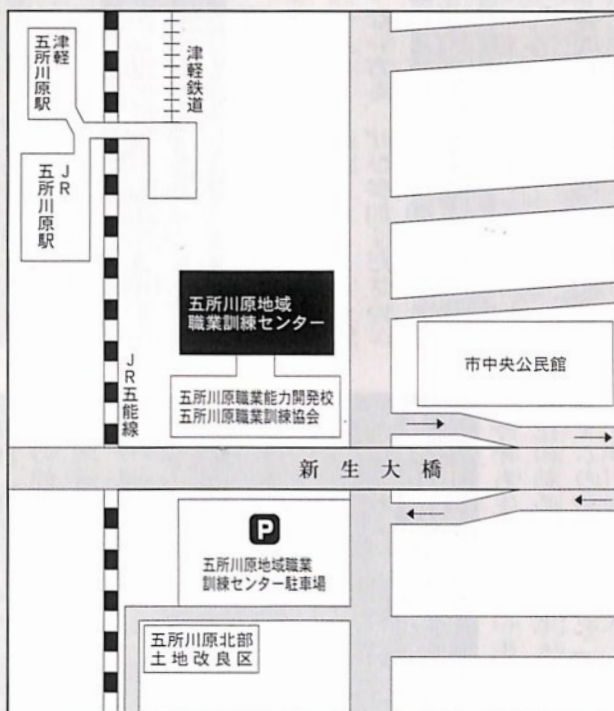 津軽
五所川原駅
津軽鉄道
JR
五所川原駅
五所川原地域
職業訓練センター
JR五能線
五所川原職業能力開発校
五所川原職業訓練協会
市中央公民館
新生大橋
P
五所川原地域職業
訓練センター駐車場
五所川原北部
土地改良区